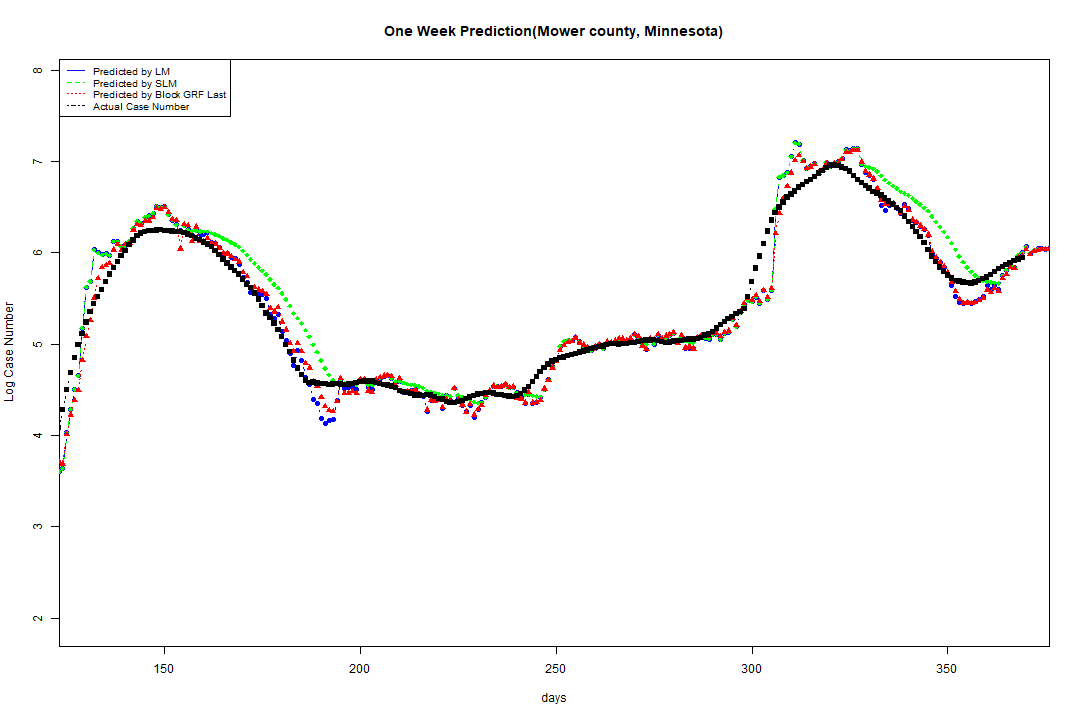 One Week Prediction(Mower county, Minnesota)
Predicted by LM
Predicted by SLM
Predicted by Block GRF Last
Actual Case Number
8
7
6
5
4
3
2
Log Case Number
150 200 250 300 350
days